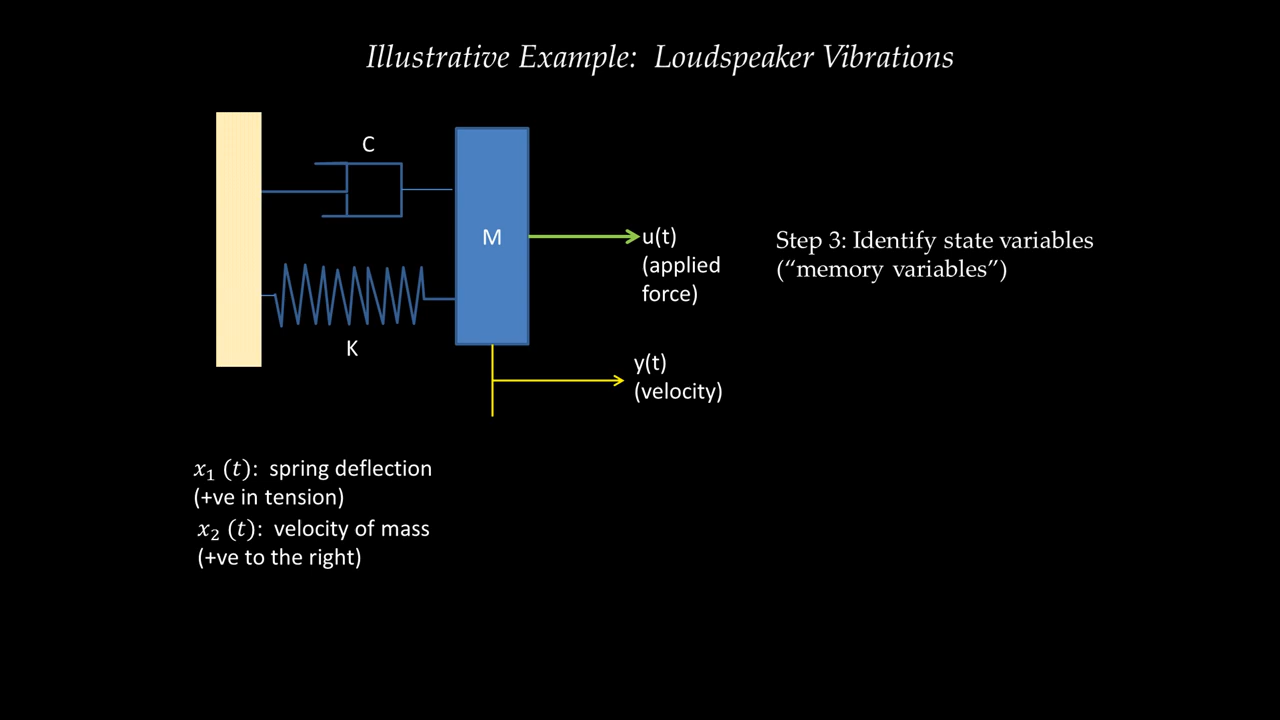 Illustrative Example:  Loudspeaker Vibrations
C
M
u(t)
(applied
force)
Step 3: Identify state variables
(“memory variables”)
K
y(t)
(velocity)
x₁ (t):  spring deflection
(+ve in tension)
x₂ (t):  velocity of mass
(+ve to the right)